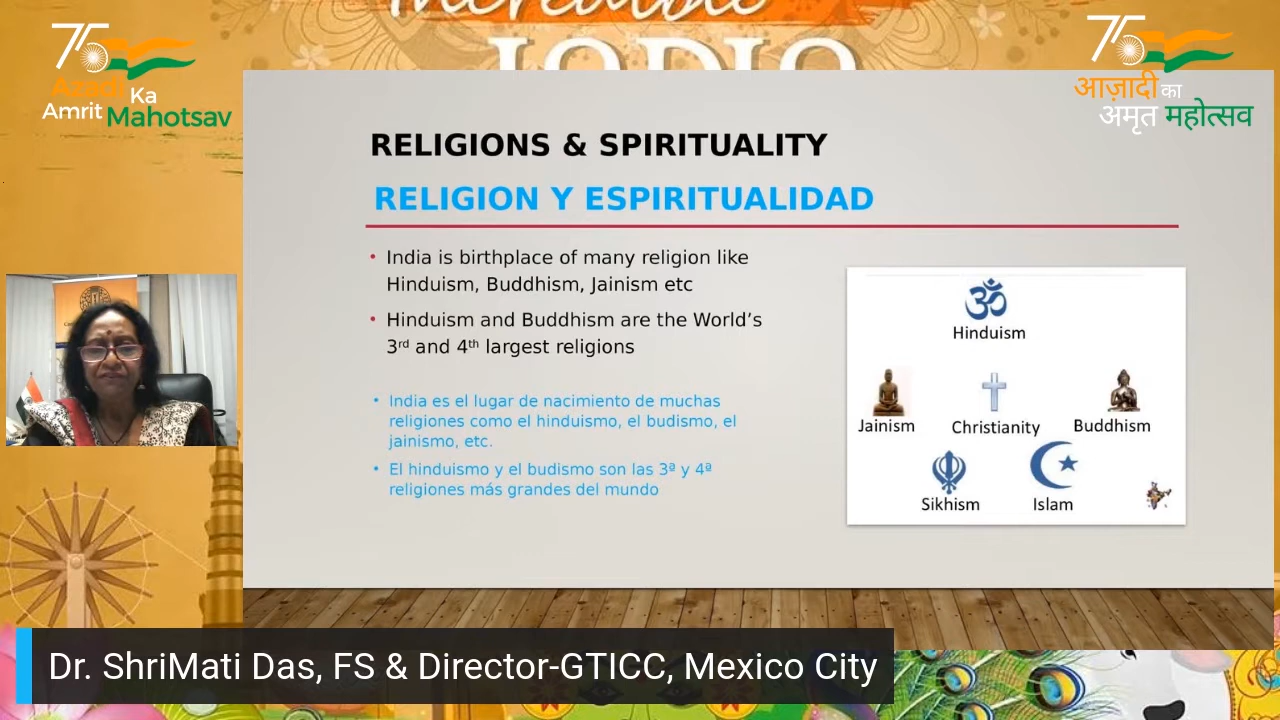 Incredible
INDIA
75
Azadi Ka
Amrit Mahotsav
75
आज़ादी का
अमृत महोत्सव
RELIGIONS & SPIRITUALITY
RELIGION Y ESPIRITUALIDAD
• India is birthplace of many religion like
Hinduism, Buddhism, Jainism etc
• Hinduism and Buddhism are the World’s
3rd and 4th largest religions
• India es el lugar de nacimiento de muchas
religiones como el hinduismo, el budismo, el
jainismo, etc.
• El hinduismo y el budismo son las 3ª y 4ª
religiones más grandes del mundo
ॐ
Hinduism
Jainism
Christianity
Buddhism
Sikhism
Islam
Dr. ShriMati Das, FS & Director-GTICC, Mexico City